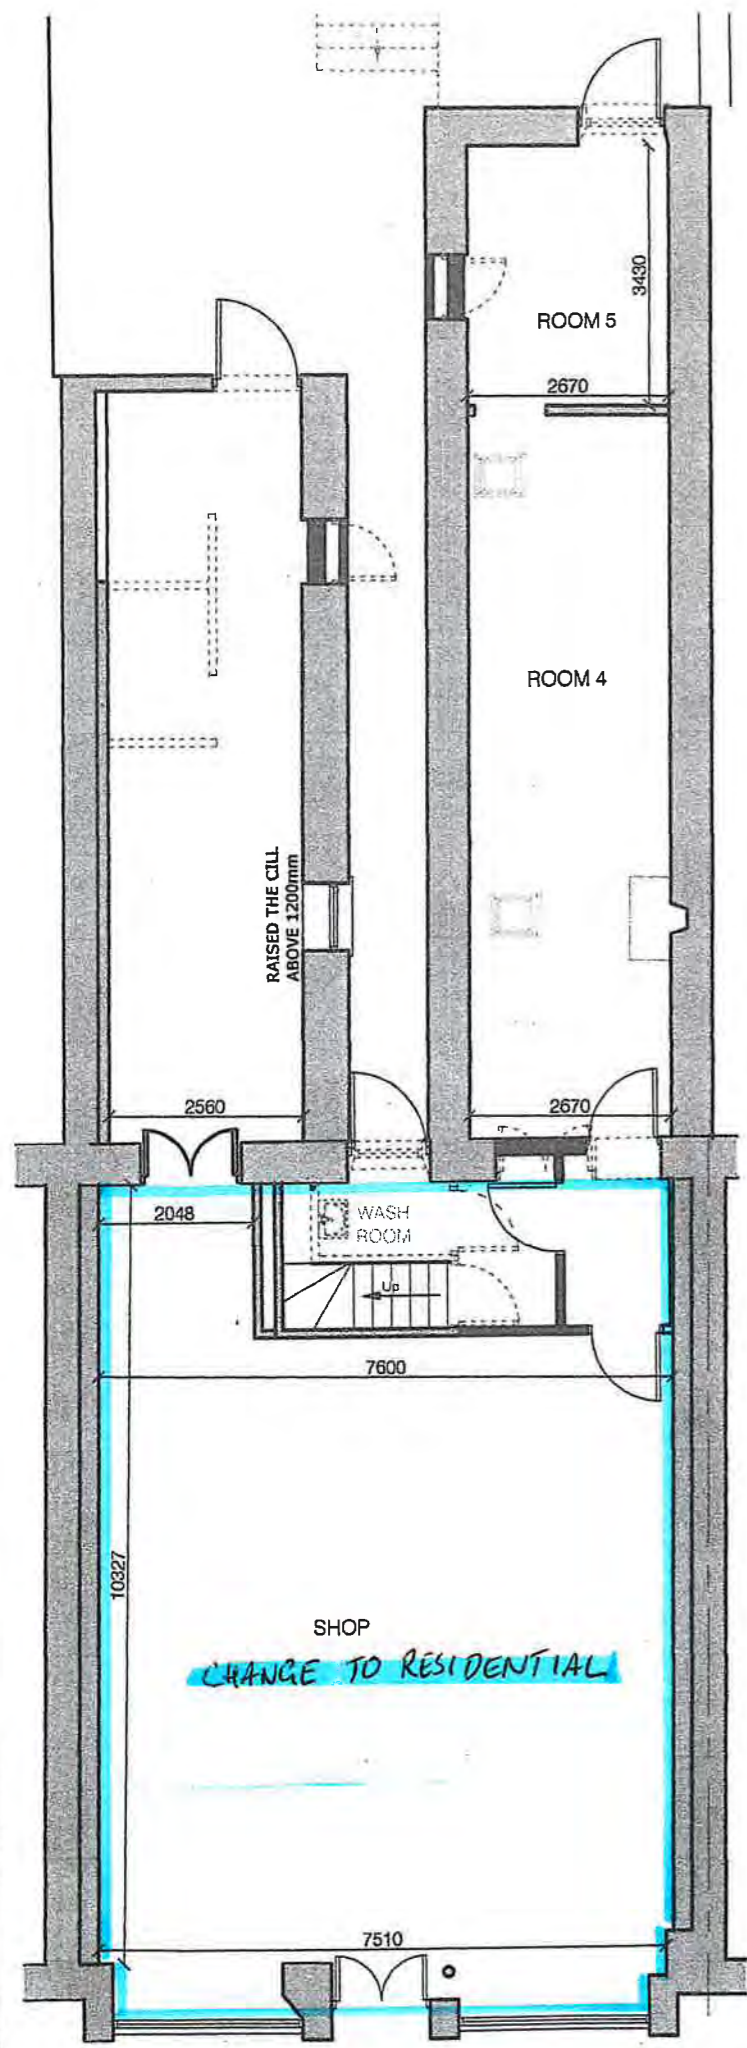 3430
ROOM 5
2670
ROOM 4
RAISED THE CILL
ABOVE 1200mm
2560
2670
2048
WASH
ROOM
Up
7600
10327
SHOP
CHANGE TO RESIDENTIAL
7510